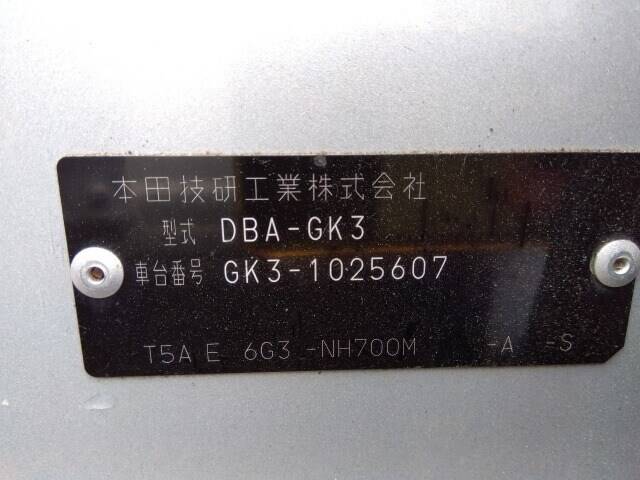 本田技研工業株式会社
型式 DBA-GK3
車台番号 GK3-1025607
T5A E 6G3 -NH700M -A -S